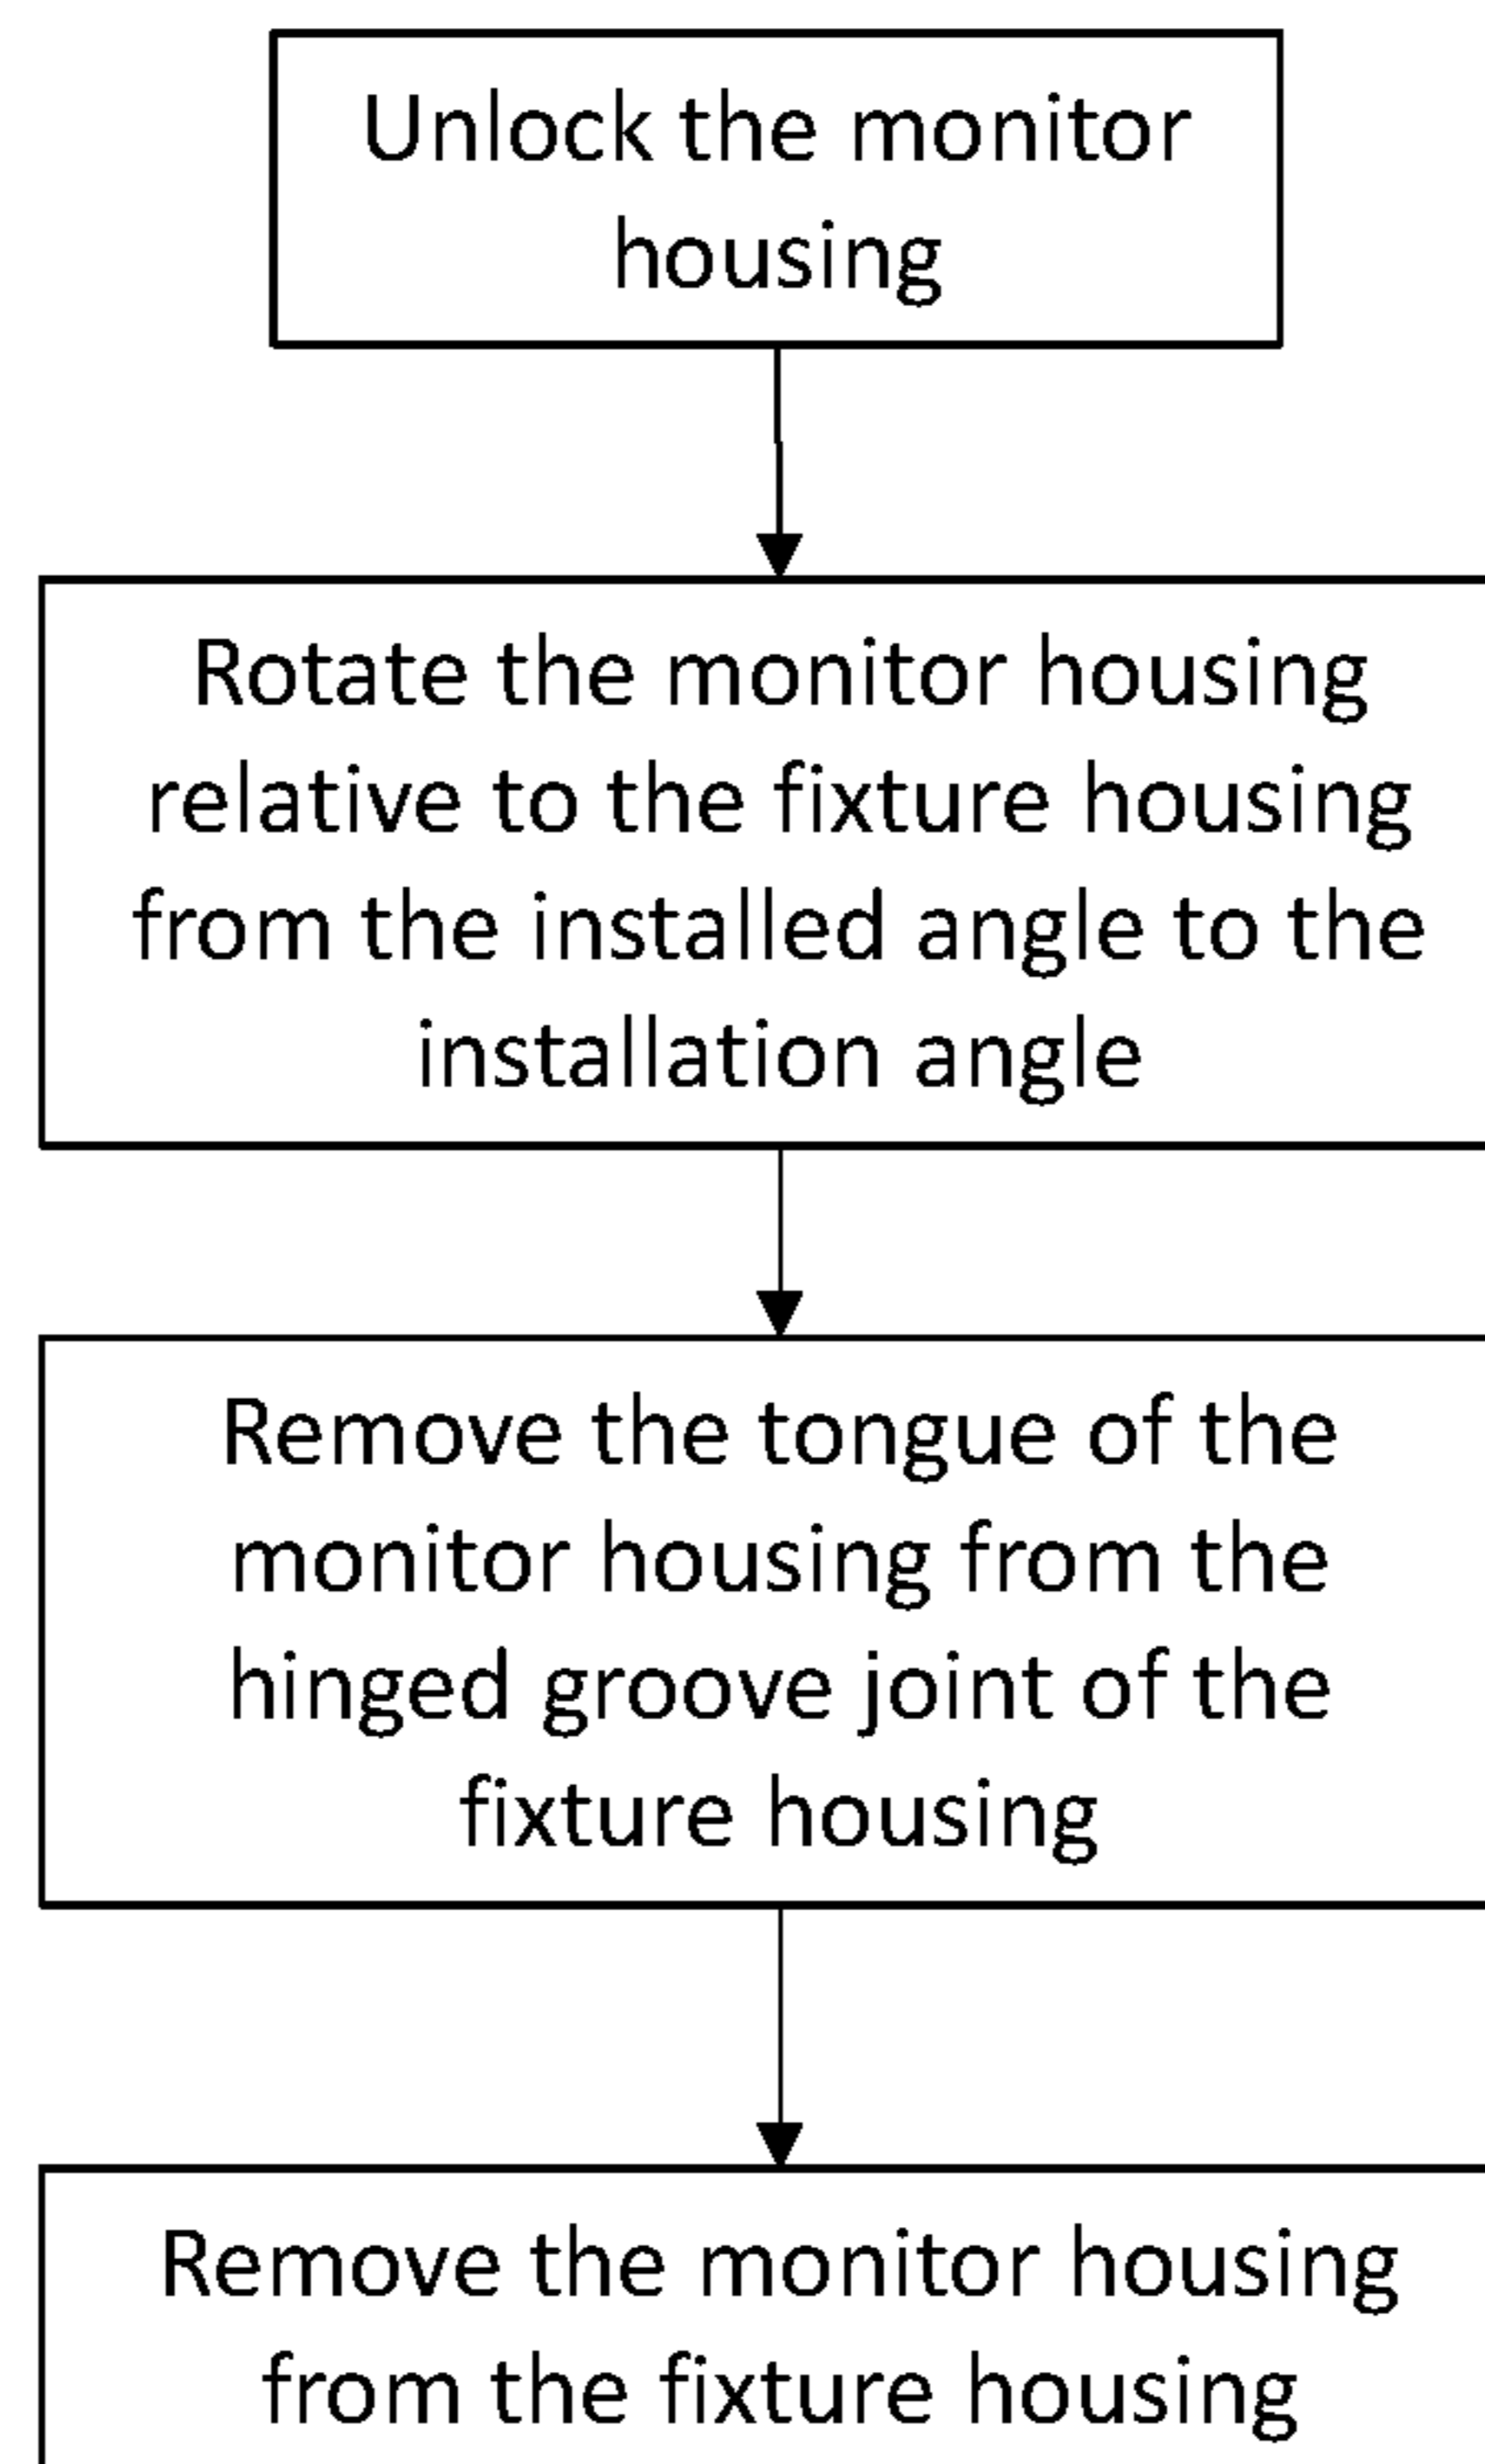 Unlock the monitor
housing
Rotate the monitor housing
relative to the fixture housing
from the installed angle to the
installation angle
Remove the tongue of the
monitor housing from the
hinged groove joint of the
fixture housing
Remove the monitor housing
from the fixture housing